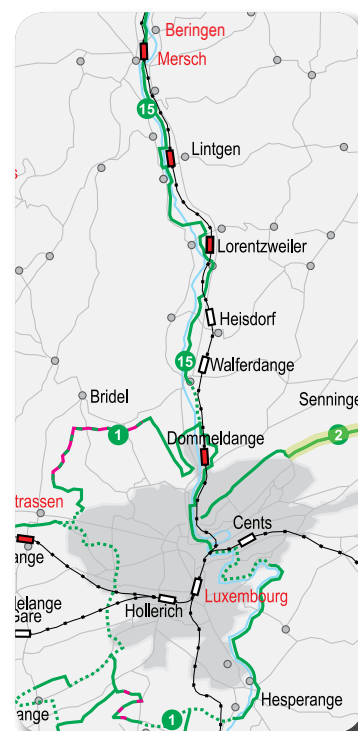 Beringen
Mersch
15
Lintgen
Lorentzweiler
Heisdorf
15
Walferdange
Bridel
Senninge
1
2
Dommeldange
trassen
Cents
ange
Luxembourg
elange
Gare
Hollerich
Hesperange
ange
1